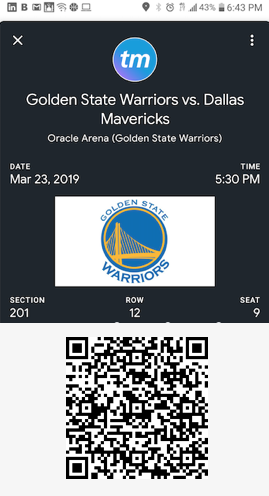 43% 6:43 PM
tm
Golden State Warriors vs. Dallas
Mavericks
Oracle Arena (Golden State Warriors)
DATE TIME
Mar 23, 2019 5:30 PM
GOLDEN STATE
WARRIORS
SECTION ROW SEAT
201 12 9